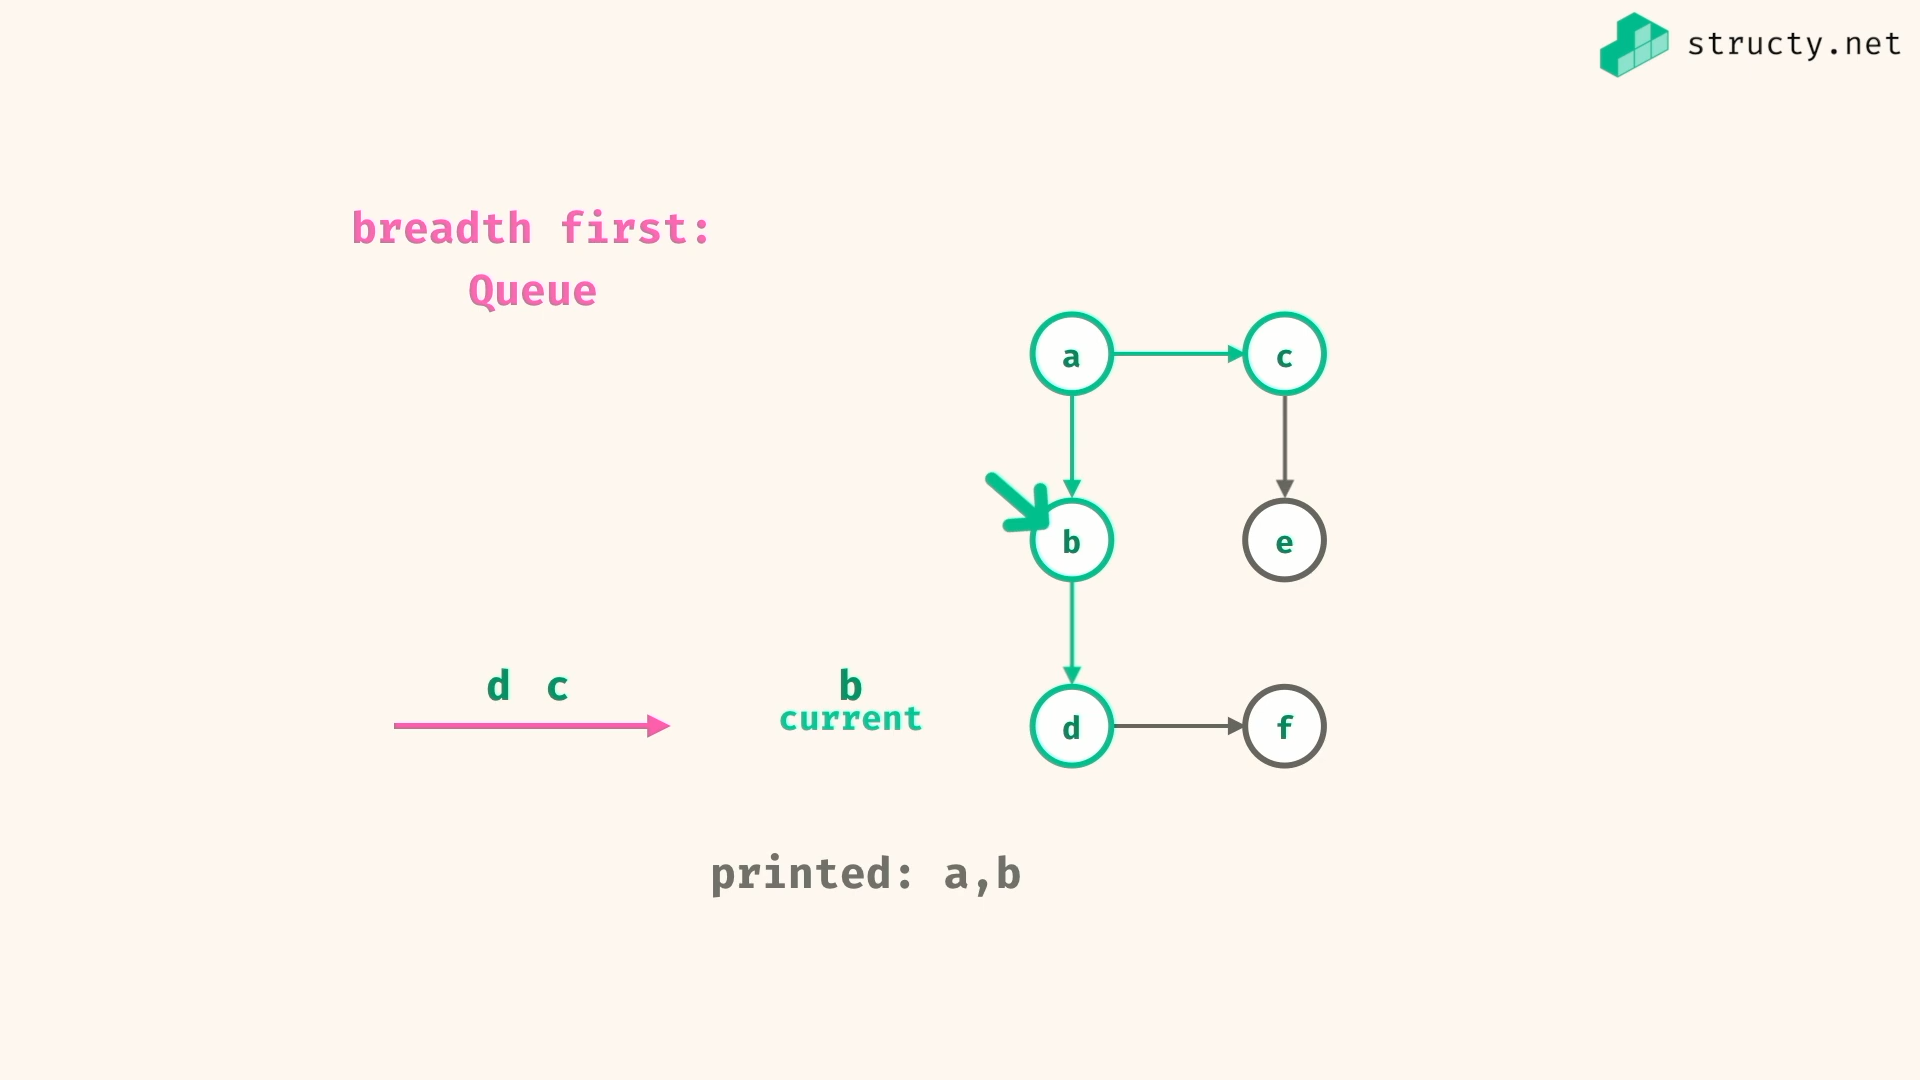 structy.net
breadth first:
Queue
a
c
b
e
d c
b
current
d
f
printed: a,b